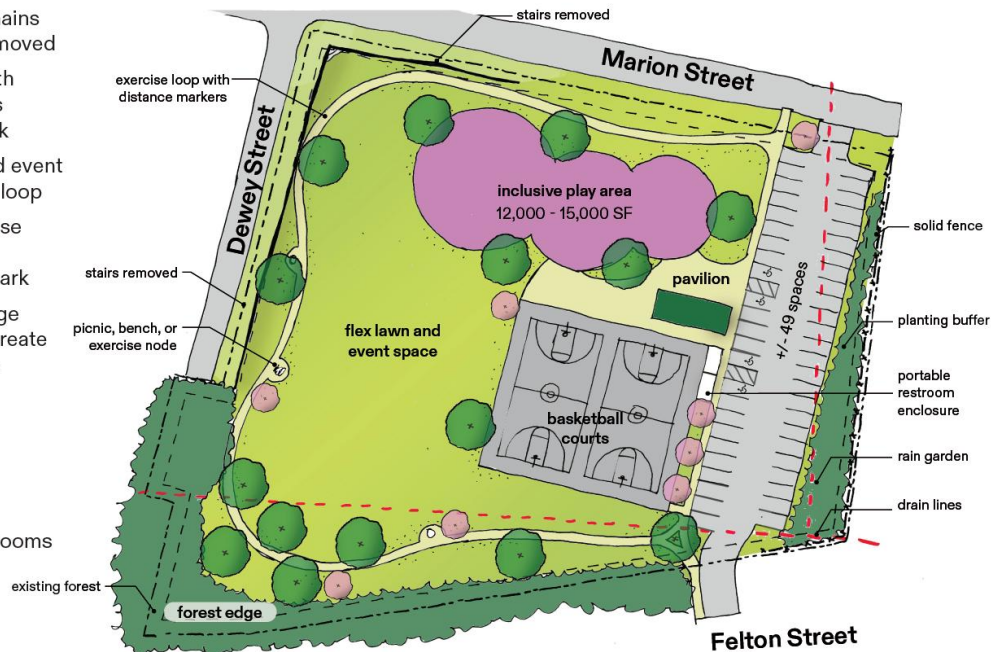 moved
th
s
k
d event
loop
se
ark
ge
reate
ooms
stairs removed
Marion Street
exercise loop with
distance markers
Dewey Street
inclusive play area
12,000 - 15,000 SF
solid fence
stairs removed
pavilion
+/- 49 spaces
planting buffer
picnic, bench, or
exercise node
flex lawn and
event space
portable
restroom
enclosure
basketball
courts
rain garden
drain lines
existing forest
forest edge
Felton Street